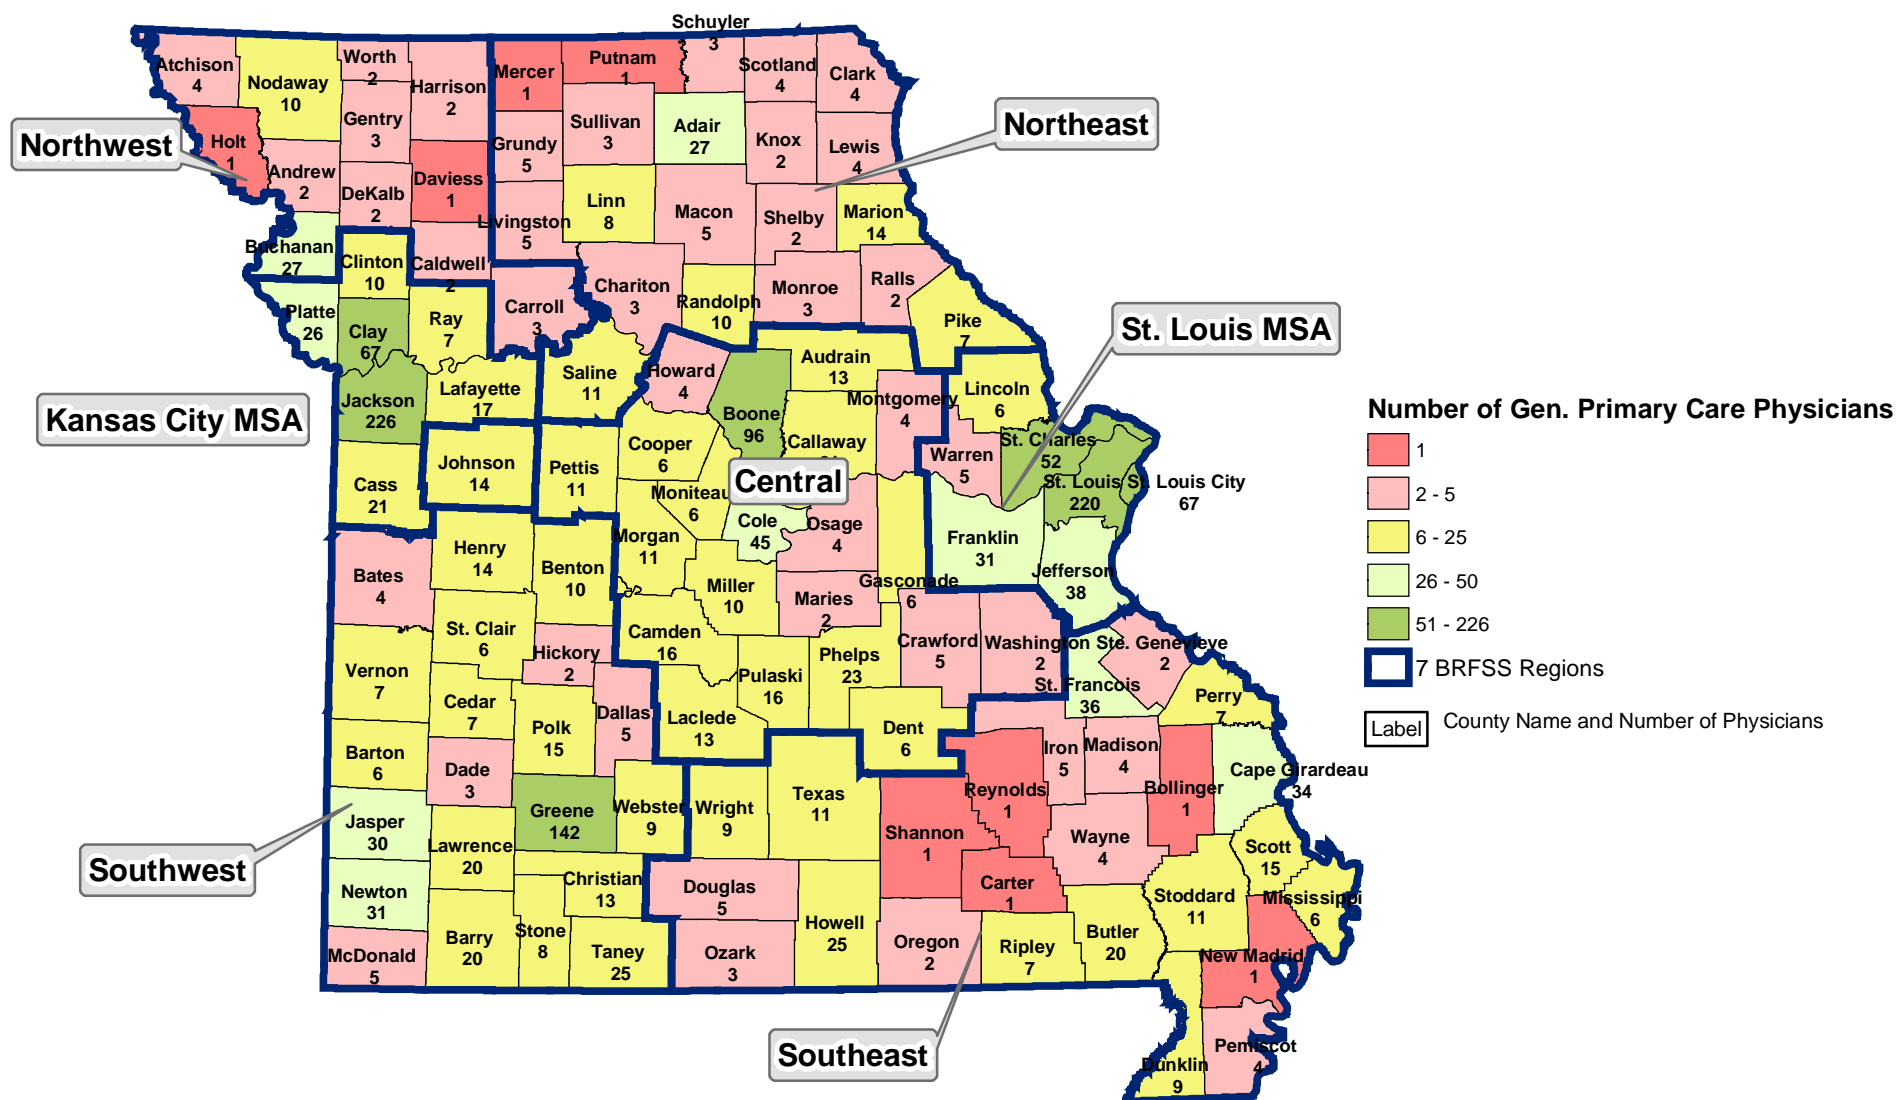 Schuyler
3
Atchison
4
Nodaway
10
Worth
2
Harrison
2
Mercer
1
Putnam
1
Scotland
4
Clark
4
Northwest
Holt
1
Gentry
3
Grundy
5
Sullivan
3
Adair
27
Knox
2
Lewis
4
Northeast
Andrew
2
DeKalb
2
Daviess
1
Livingston
5
Linn
8
Macon
5
Shelby
2
Marion
14
Buchanan
27
Clinton
10
Caldwell
2
Carroll
3
Chariton
3
Randolph
10
Monroe
3
Ralls
2
Platte
26
Clay
67
Ray
7
Pike
7
St. Louis MSA
Kansas City MSA
Jackson
226
Lafayette
17
Saline
11
Howard
4
Boone
96
Audrain
13
Callaway
Montgomery
4
Lincoln
6
Warren
5
St. Charles
52
St. Louis
220
St. Louis City
67
Cass
21
Johnson
14
Pettis
11
Cooper
6
Moniteau
6
Central
Cole
45
Osage
4
Gasconade
6
Franklin
31
Jefferson
38
Bates
4
Henry
14
Benton
10
Morgan
11
Miller
10
Maries
2
Vernon
7
St. Clair
6
Hickory
2
Camden
16
Pulaski
16
Phelps
23
Crawford
5
Washington
2
Ste. Genevieve
2
St. Francois
36
Perry
7
Cedar
7
Polk
15
Dallas
5
Laclede
13
Dent
6
Iron
5
Madison
4
Bollinger
1
Cape Girardeau
34
Barton
6
Dade
3
Greene
142
Webster
9
Wright
9
Texas
11
Shannon
1
Reynolds
1
Wayne
4
Southwest
Jasper
30
Lawrence
20
Christian
13
Douglas
5
Howell
25
Carter
1
Stoddard
11
Scott
15
Mississippi
6
Newton
31
McDonald
5
Barry
20
Stone
8
Taney
25
Ozark
3
Oregon
2
Ripley
7
Butler
20
New Madrid
1
Southeast
Dunklin
9
Pemiscot
4
Number of Gen. Primary Care Physicians
1
2 - 5
6 - 25
26 - 50
51 - 226
7 BRFSS Regions
Label County Name and Number of Physicians